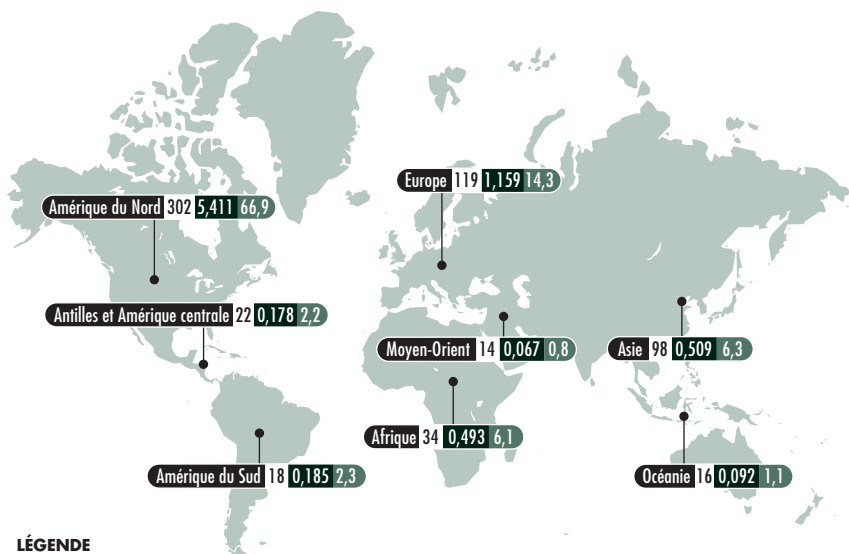 Europe 119 1,159 14,3
Amérique du Nord 302 5,411 66,9
Antilles et Amérique centrale 22 0,178 2,2
Moyen-Orient 14 0,067 0,8
Asie 98 0,509 6,3
Afrique 34 0,493 6,1
Amérique du Sud 18 0,185 2,3
Océanie 16 0,092 1,1
LÉGENDE